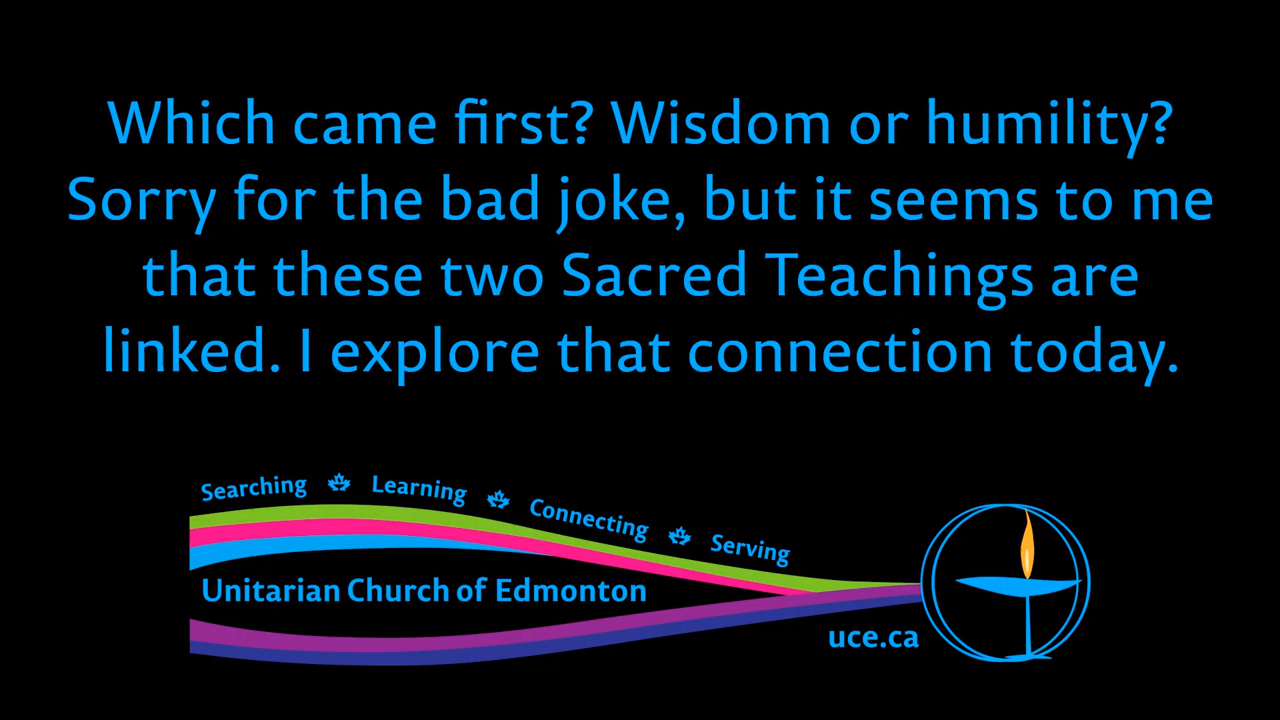 Which came first? Wisdom or humility?
Sorry for the bad joke, but it seems to me
that these two Sacred Teachings are
linked. I explore that connection today.
Searching Learning Connecting Serving
Unitarian Church of Edmonton
uce.ca